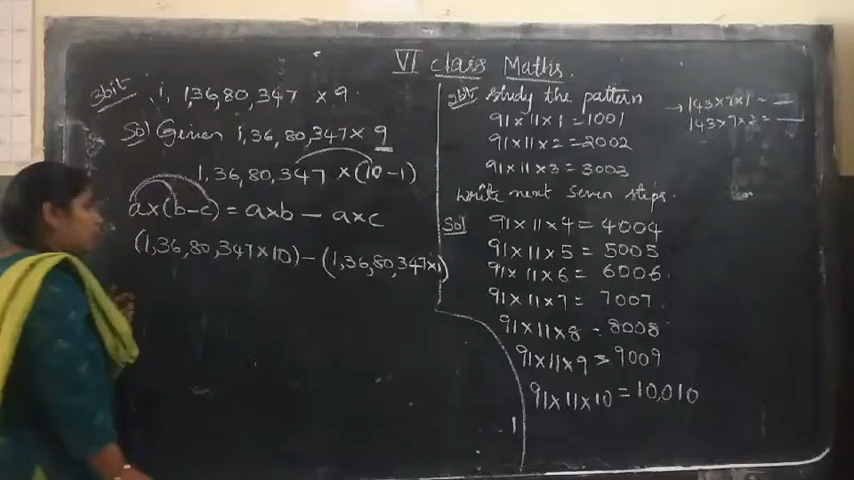 VI class Maths.
3bit i, 1,36,80,347 × 9
Sol Given 1,36,80,347 × 9
1,36,80,347 × (10-1)
a×(b-c) = a×b - a×c
(1,36,80,347×10) - (1,36,80,347×1)
2bit study the pattern
91×11×1=1001
91×11×2=2002
91×11×3=3003
write next seven steps.
Sol 91×11×4=4004
91×11×5=5005
91×11×6=6006
91×11×7=7007
91×11×8=8008
91×11×9=9009
91×11×10=10,010
→ 143×7×1=__
143×7×2=__